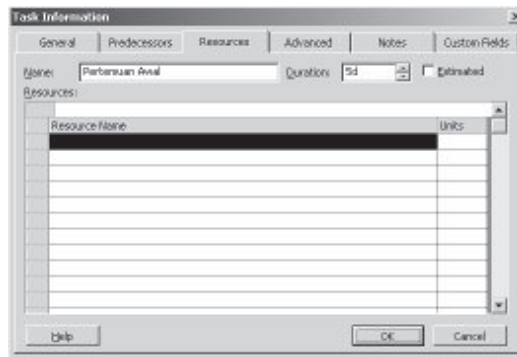 Task Information
General Predecessors Resources Advanced Notes Custom Fields
Name: Pertemuan Awal Duration: 5d Estimated
Resources:
Resource Name Units
Help OK Cancel